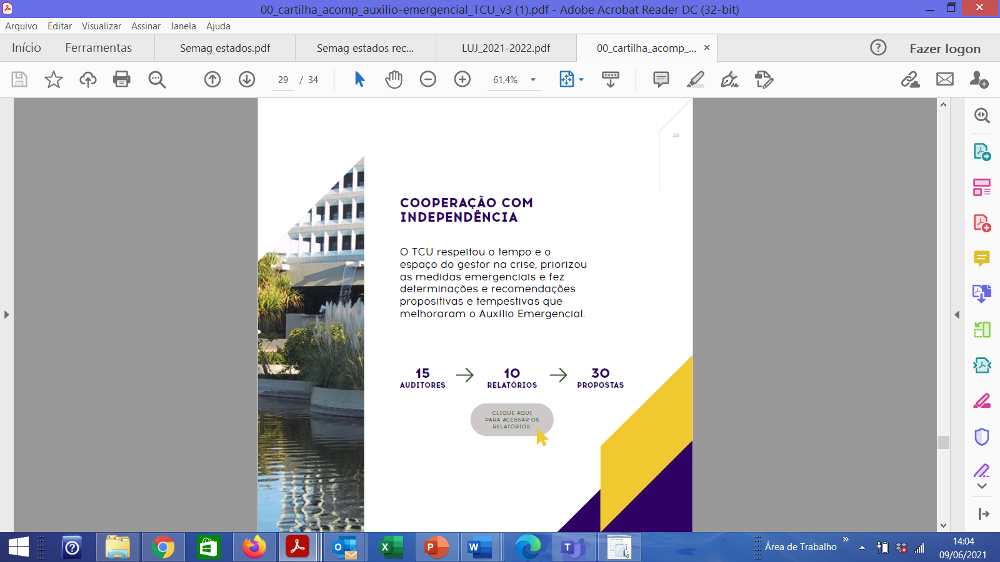 00_cartilha_acomp_auxilio-emergencial_TCU_v3 (1).pdf - Adobe Acrobat Reader DC (32-bit)
Arquivo Editar Visualizar Assinar Janela Ajuda
Início Ferramentas Semag estados.pdf Semag estados rec... LUJ_2021-2022.pdf 00_cartilha_acomp_... Fazer logon
29 / 34 61,4%
29
COOPERAÇÃO COM
INDEPENDÊNCIA
O TCU respeitou o tempo e o
espaço do gestor na crise, priorizou
as medidas emergenciais e fez
determinações e recomendações
propositivas e tempestivas que
melhoraram o Auxílio Emergencial.
15 10 30
AUDITORES RELATÓRIOS PROPOSTAS
CLIQUE AQUI
PARA ACESSAR OS
RELATÓRIOS.
Área de Trabalho
14:04
09/06/2021